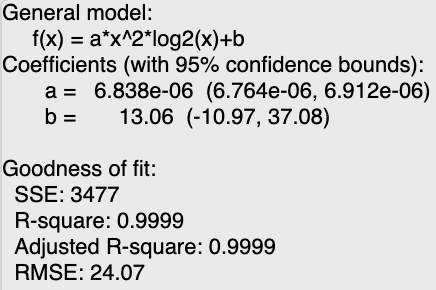 General model:
f(x) = a*x^2*log2(x)+b
Coefficients (with 95% confidence bounds):
a = 6.838e-06 (6.764e-06, 6.912e-06)
b = 13.06 (-10.97, 37.08)
Goodness of fit:
SSE: 3477
R-square: 0.9999
Adjusted R-square: 0.9999
RMSE: 24.07